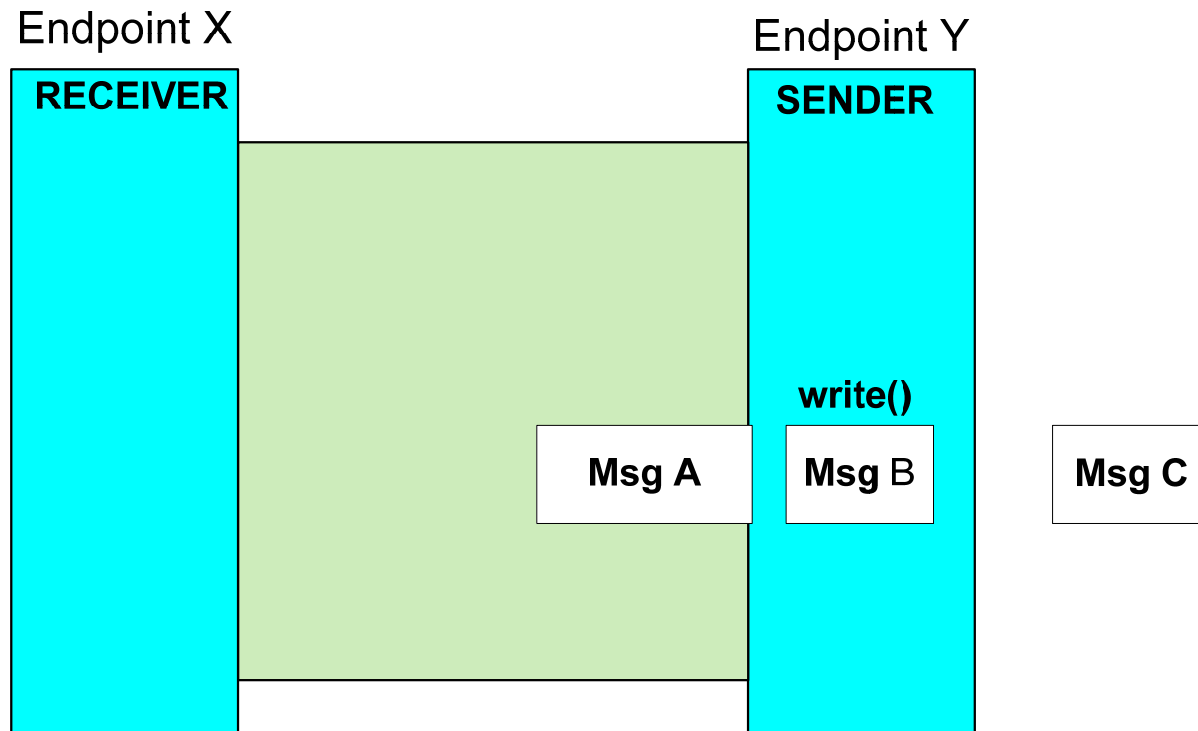 Endpoint X
Endpoint Y
RECEIVER
SENDER
write()
Msg A
Msg B
Msg C